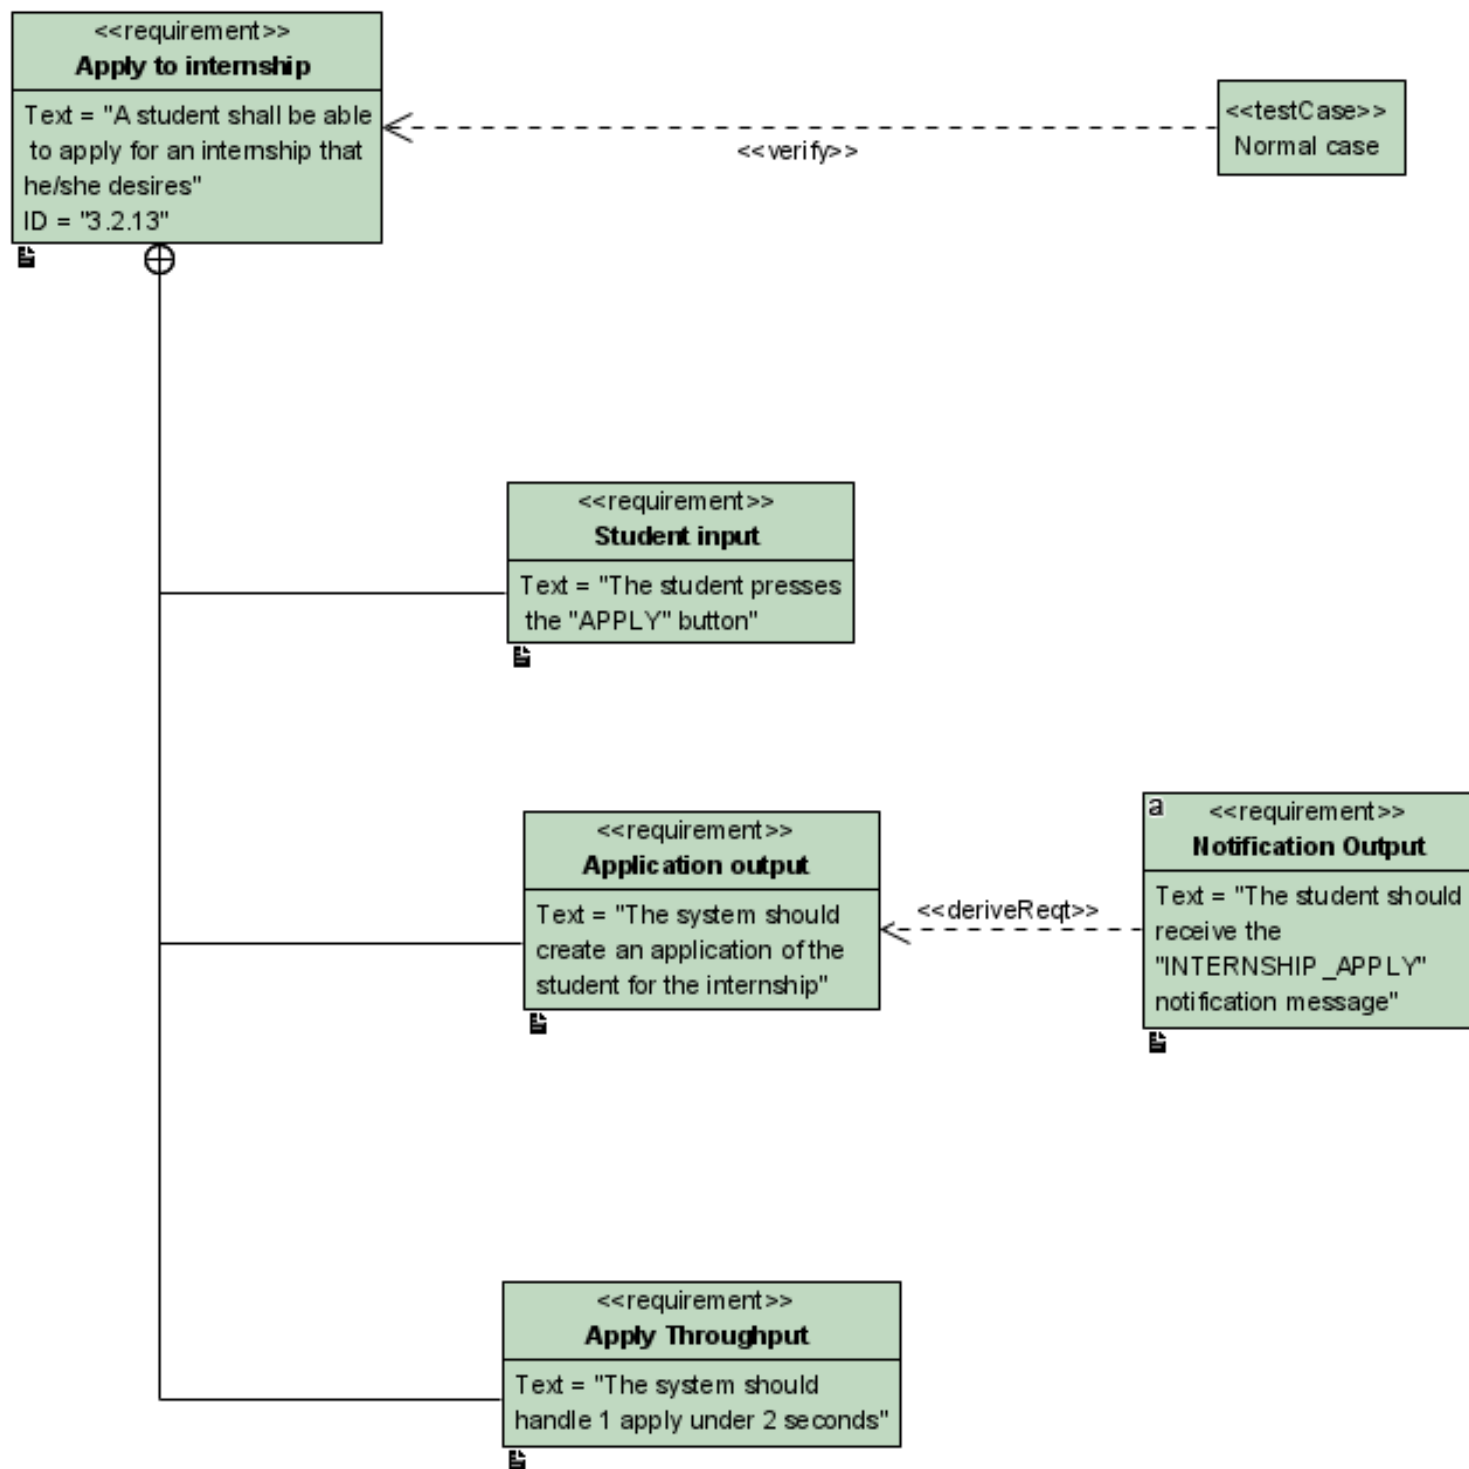 <<requirement>>
Apply to internship
Text = "A student shall be able
to apply for an internship that
he/she desires"
ID = "3.2.13"
<<verify>>
<<testCase>>
Normal case
<<requirement>>
Student input
Text = "The student presses
the "APPLY" button"
<<requirement>>
Application output
Text = "The system should
create an application of the
student for the internship"
<<deriveReqt>>
a
<<requirement>>
Notification Output
Text = "The student should
receive the
"INTERNSHIP_APPLY"
notification message"
<<requirement>>
Apply Throughput
Text = "The system should
handle 1 apply under 2 seconds"